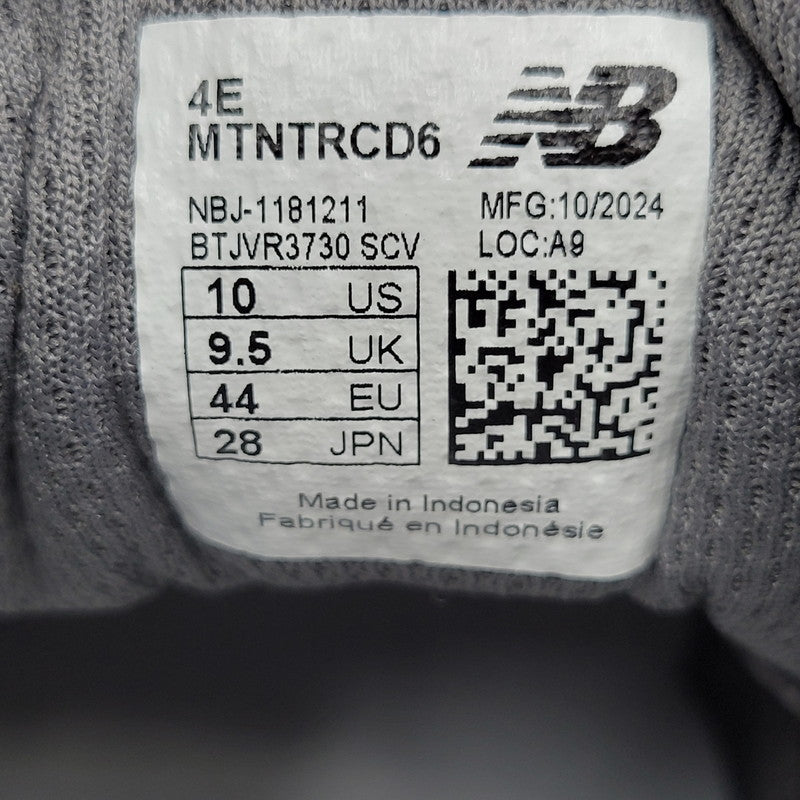 4E
MTNTRCD6
NB
NBJ-1181211 MFG:10/2024
BTJVR3730 SCV LOC:A9
10 US
9.5 UK
44 EU
28 JPN
Made in Indonesia
Fabriqué en Indonésie